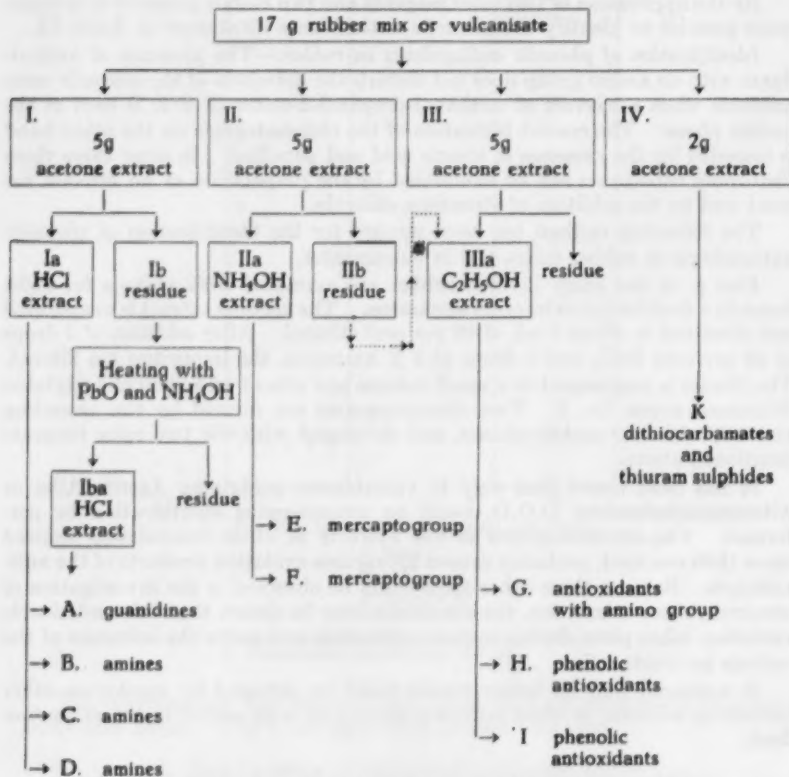 17 g rubber mix or vulcanisate
I.
5g
acetone extract
II.
5g
acetone extract
III.
5g
acetone extract
IV.
2g
acetone extract
Ia
HCl
extract
Ib
residue
IIa
NH₄OH
extract
IIb
residue
IIIa
C₂H₅OH
extract
residue
Heating with
PbO and NH₄OH
Iba
HCl
extract
residue
K
dithiocarbamates
and
thiuram sulphides
E. mercaptogroup
F. mercaptogroup
A. guanidines
B. amines
C. amines
D. amines
G. antioxidants
with amino group
H. phenolic
antioxidants
I phenolic
antioxidants